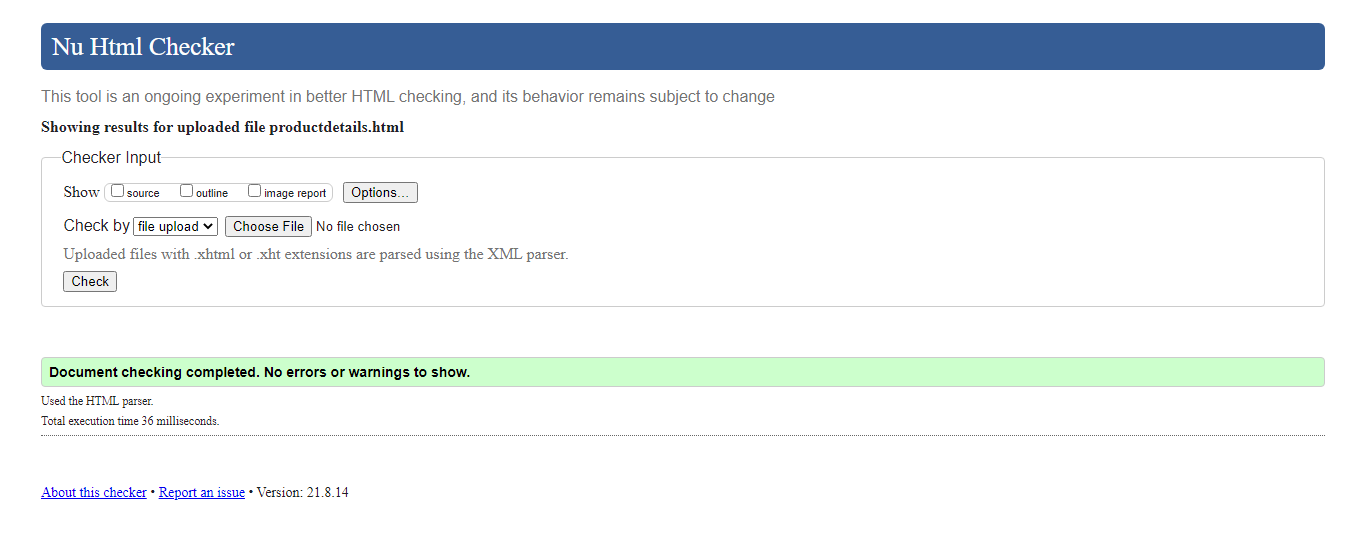 Nu Html Checker
This tool is an ongoing experiment in better HTML checking, and its behavior remains subject to change
Showing results for uploaded file productdetails.html
Checker Input
Show source outline image report Options...
Check by file upload Choose File No file chosen
Uploaded files with .xhtml or .xht extensions are parsed using the XML parser.
Check
Document checking completed. No errors or warnings to show.
Used the HTML parser.
Total execution time 36 milliseconds.
About this checker • Report an issue • Version: 21.8.14